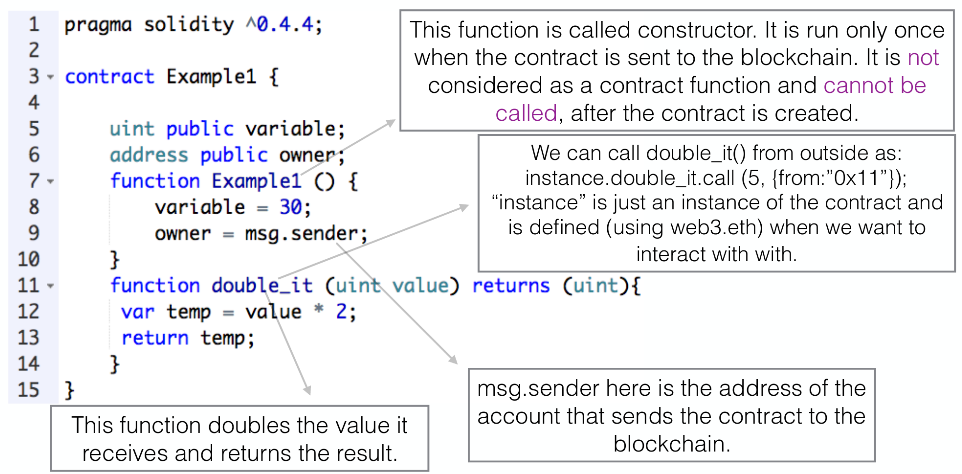 1 pragma solidity ^0.4.4;
2
3 contract Example1 {
4
5 uint public variable;
6 address public owner;
7 function Example1 () {
8 variable = 30;
9 owner = msg.sender;
10 }
11 function double_it (uint value) returns (uint){
12 var temp = value * 2;
13 return temp;
14 }
15 }
This function is called constructor. It is run only once
when the contract is sent to the blockchain. It is not
considered as a contract function and cannot be
called, after the contract is created.
We can call double_it() from outside as:
instance.double_it.call (5, {from:"0x11"});
“instance” is just an instance of the contract and
is defined (using web3.eth) when we want to
interact with with.
msg.sender here is the address of the
account that sends the contract to the
blockchain.
This function doubles the value it
receives and returns the result.